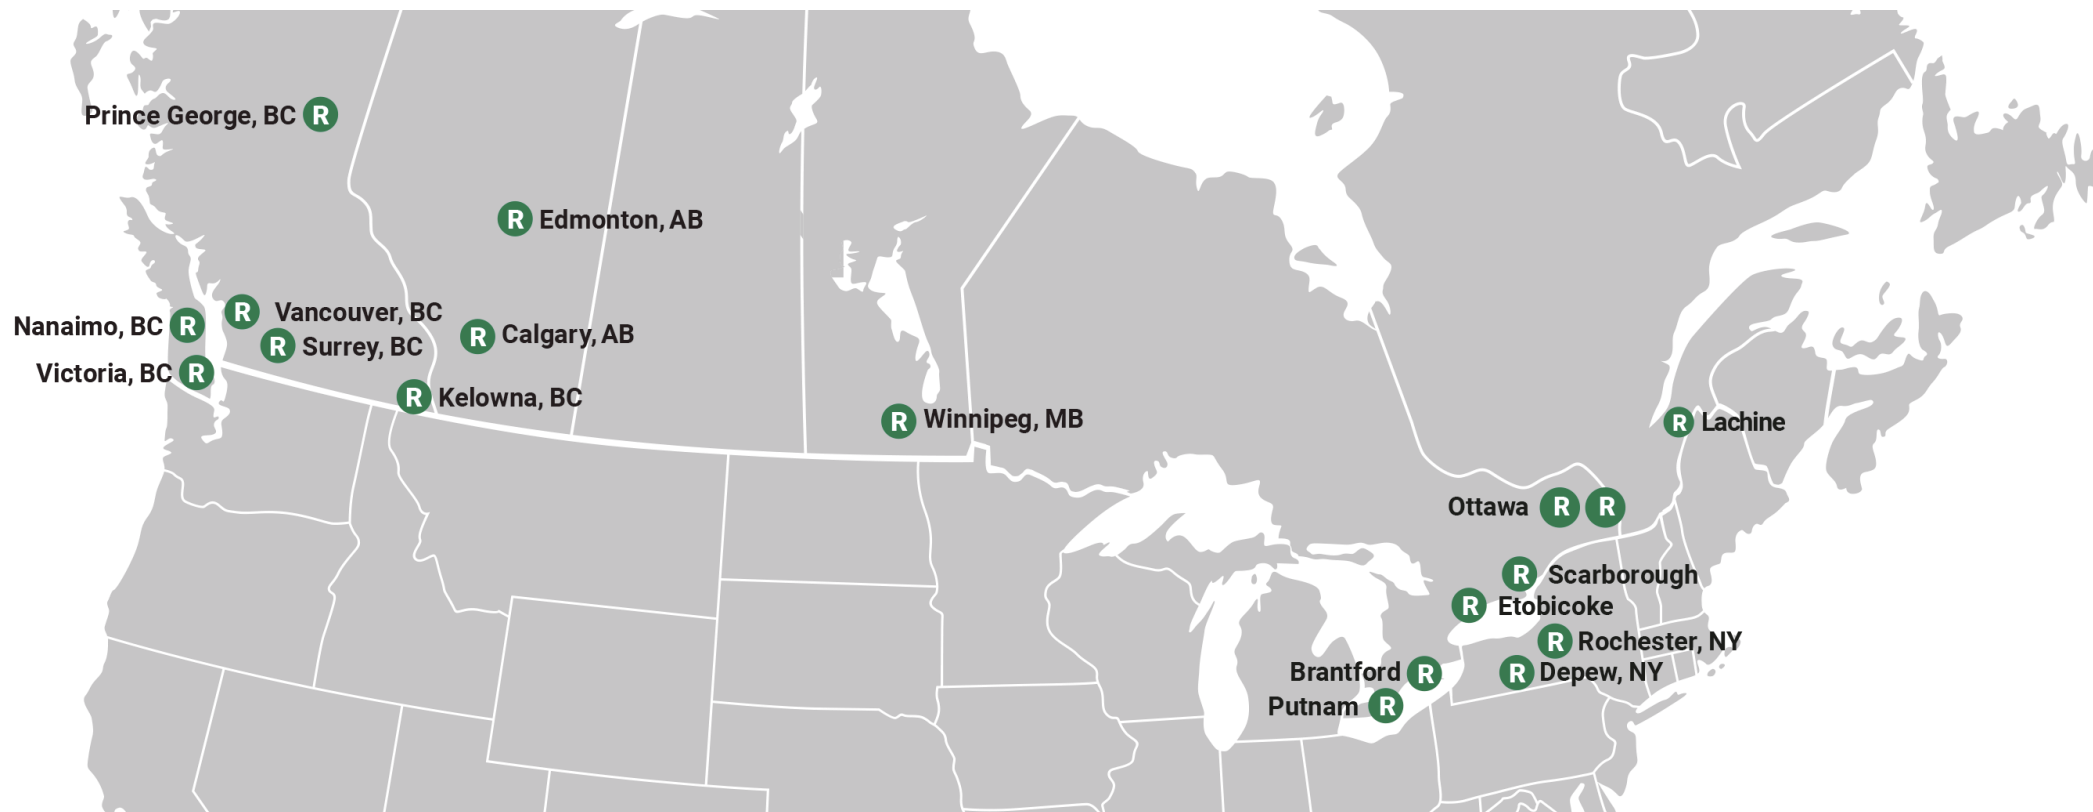 Prince George, BC R
R Edmonton, AB
R Vancouver, BC
Nanaimo, BC R
R Surrey, BC
R Calgary, AB
Victoria, BC R
R Kelowna, BC
R Winnipeg, MB
R Lachine
Ottawa R R
R Scarborough
R Etobicoke
R Rochester, NY
Brantford R
R Depew, NY
Putnam R